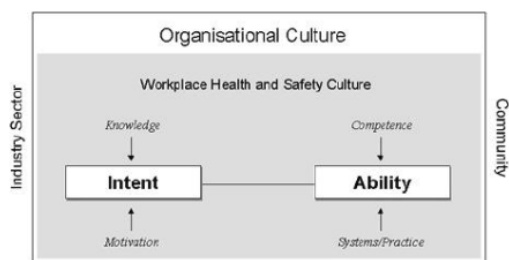 Organisational Culture
Workplace Health and Safety Culture
Industry Sector
Community
Knowledge
Competence
Intent
Ability
Motivation
Systems/Practice